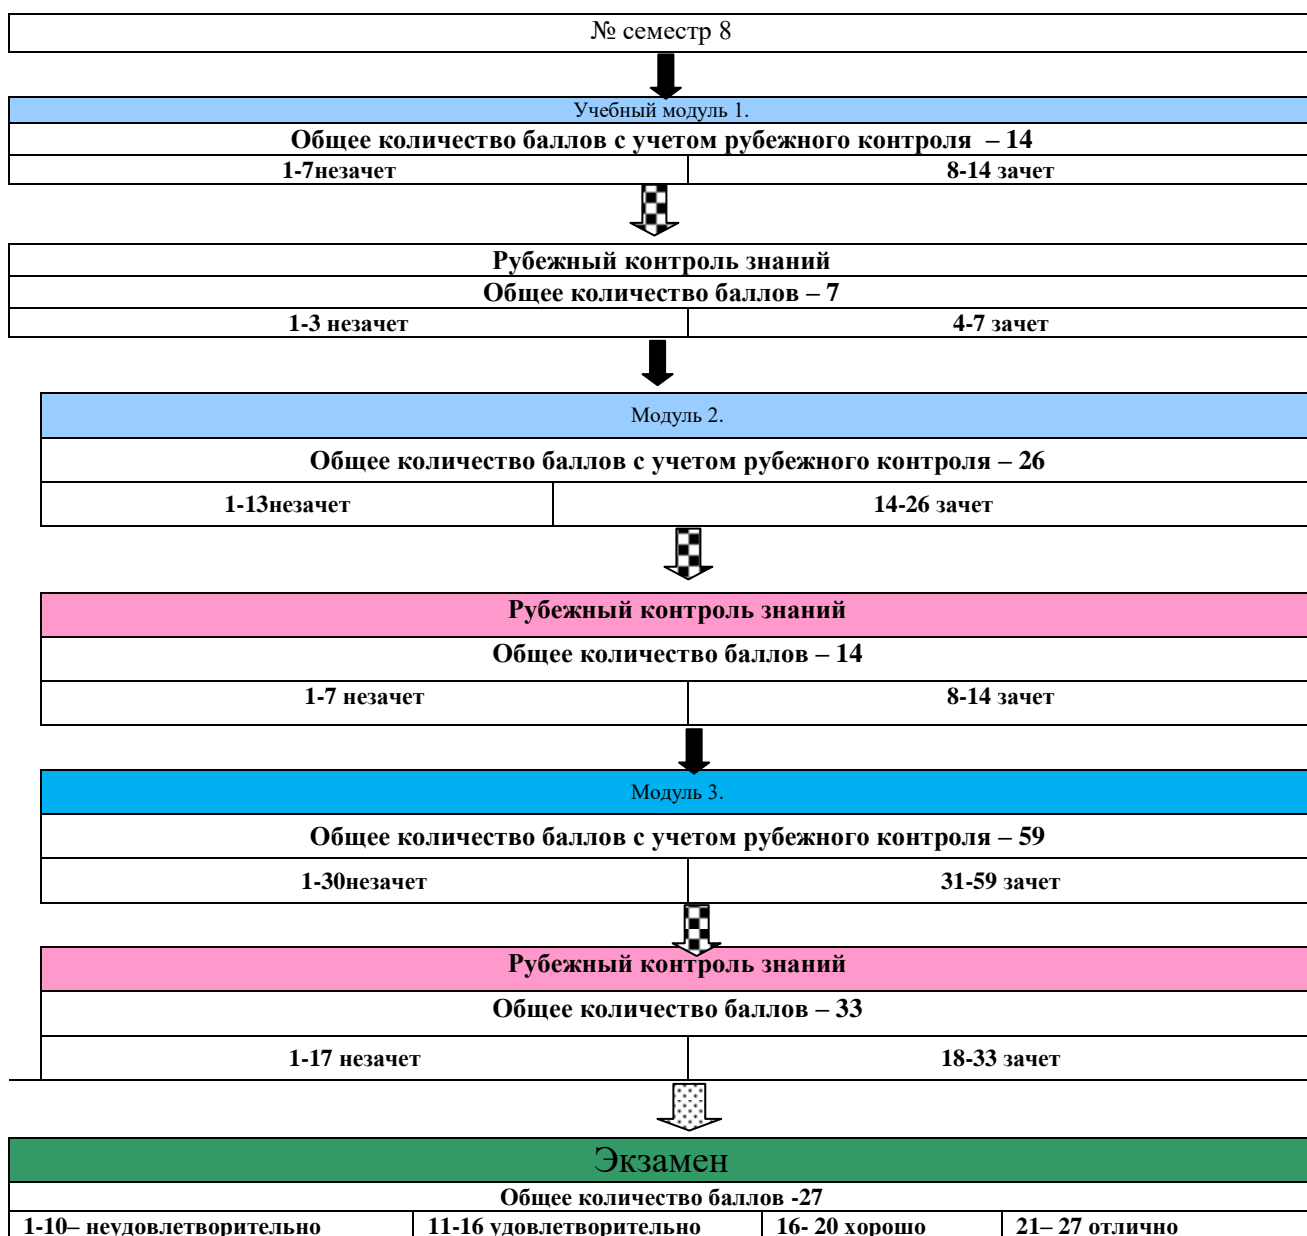 № семестр 8
Учебный модуль 1.
Общее количество баллов с учетом рубежного контроля – 14
1-7незачет 8-14 зачет
Рубежный контроль знаний
Общее количество баллов – 7
1-3 незачет 4-7 зачет
Модуль 2.
Общее количество баллов с учетом рубежного контроля – 26
1-13незачет 14-26 зачет
Рубежный контроль знаний
Общее количество баллов – 14
1-7 незачет 8-14 зачет
Модуль 3.
Общее количество баллов с учетом рубежного контроля – 59
1-30незачет 31-59 зачет
Рубежный контроль знаний
Общее количество баллов – 33
1-17 незачет 18-33 зачет
Экзамен
Общее количество баллов -27
1-10– неудовлетворительно 11-16 удовлетворительно 16- 20 хорошо 21– 27 отлично